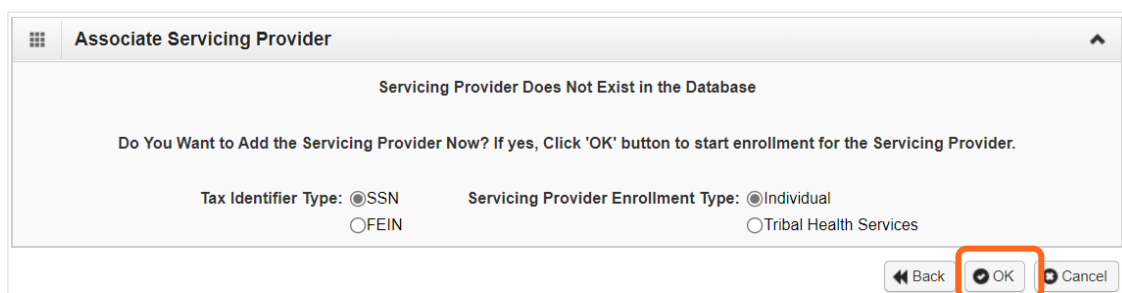 Associate Servicing Provider
Servicing Provider Does Not Exist in the Database
Do You Want to Add the Servicing Provider Now? If yes, Click 'OK' button to start enrollment for the Servicing Provider.
Tax Identifier Type: SSN Servicing Provider Enrollment Type: Individual
FEIN Tribal Health Services
Back OK Cancel